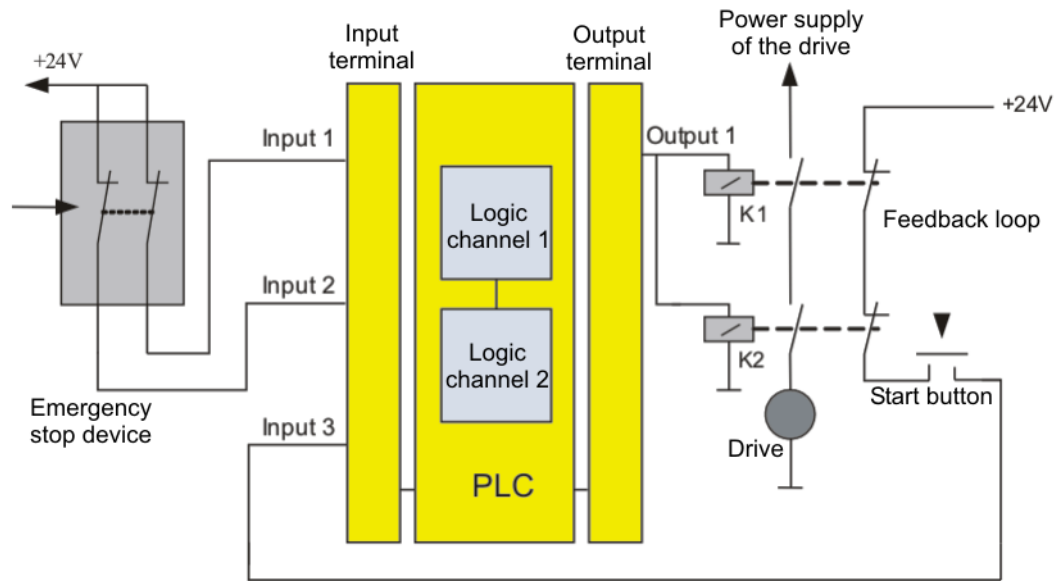 Power supply
of the drive
Input
terminal
Output
terminal
+24V
+24V
Input 1
Output 1
Logic
channel 1
K1
Feedback loop
Input 2
Logic
channel 2
K2
Emergency
stop device
Start button
Input 3
Drive
PLC